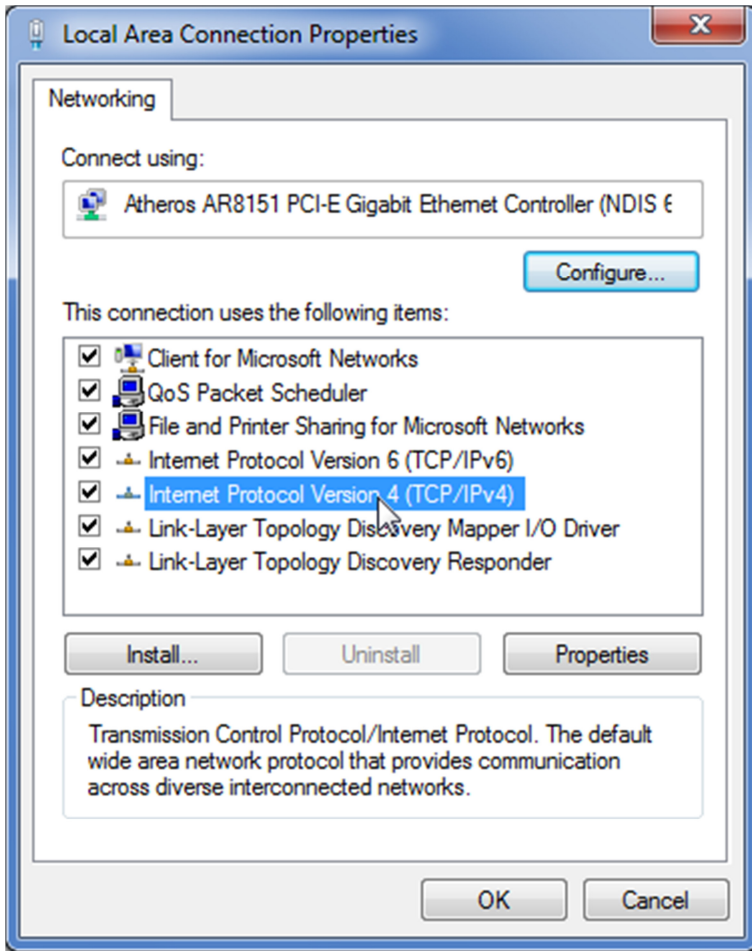 Local Area Connection Properties
Networking
Connect using:
Atheros AR8151 PCI-E Gigabit Ethernet Controller (NDIS 6
Configure...
This connection uses the following items:
Client for Microsoft Networks
QoS Packet Scheduler
File and Printer Sharing for Microsoft Networks
Internet Protocol Version 6 (TCP/IPv6)
Internet Protocol Version 4 (TCP/IPv4)
Link-Layer Topology Discovery Mapper I/O Driver
Link-Layer Topology Discovery Responder
Install...
Uninstall
Properties
Description
Transmission Control Protocol/Internet Protocol. The default
wide area network protocol that provides communication
across diverse interconnected networks.
OK
Cancel